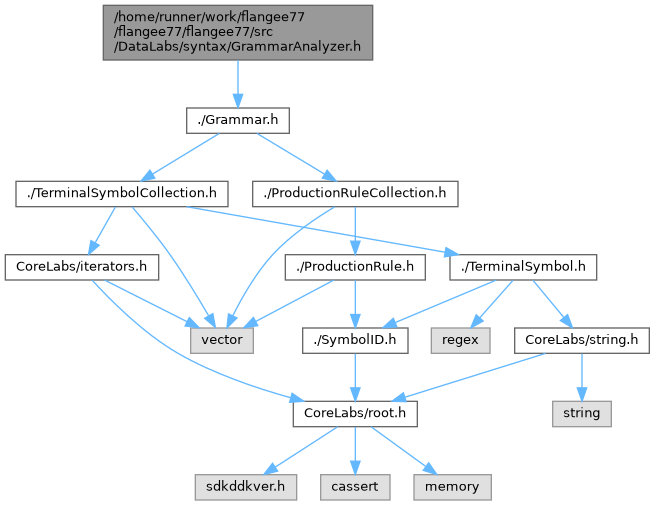 /home/runner/work/flangee77
/flangee77/flangee77/src
/DataLabs/syntax/GrammarAnalyzer.h
./Grammar.h
./TerminalSymbolCollection.h
./ProductionRuleCollection.h
CoreLabs/iterators.h
./ProductionRule.h
./TerminalSymbol.h
vector
./SymbolID.h
regex
CoreLabs/string.h
CoreLabs/root.h
string
sdkddkver.h
cassert
memory